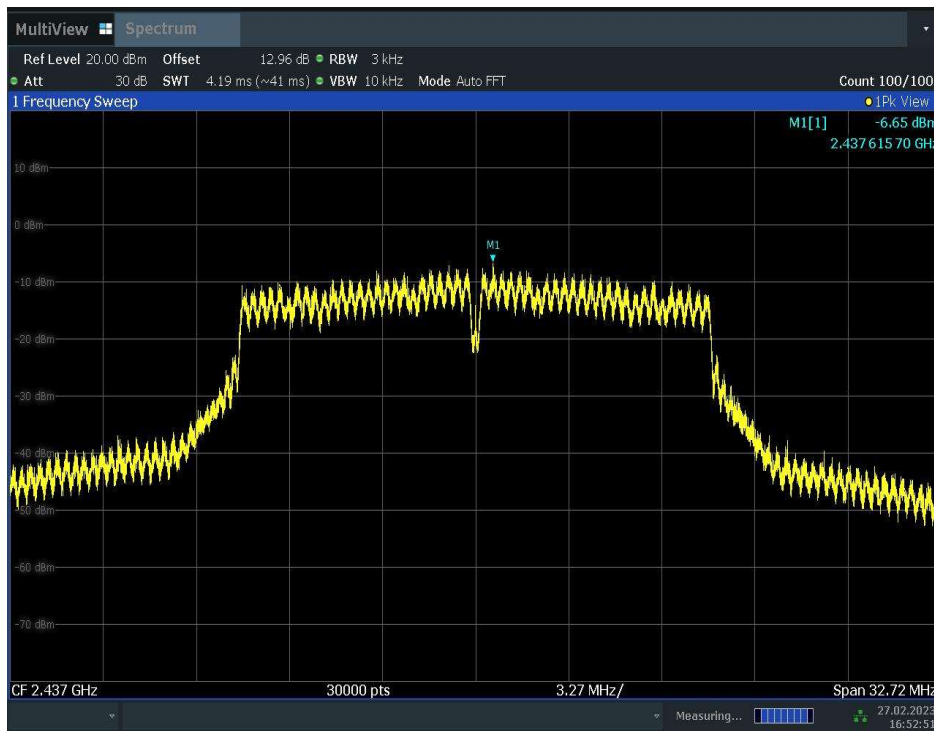 MultiView Spectrum
Ref Level 20.00 dBm Offset 12.96 dB RBW 3 kHz
Att 30 dB SWT 4.19 ms (~41 ms) VBW 10 kHz Mode Auto FFT Count 100/100
1 Frequency Sweep 1Pk View
M1[1] -6.65 dBm
2.437 615 70 GHz
10 dBm
0 dBm
M1
-10 dBm
-20 dBm
-30 dBm
-40 dBm
-50 dBm
-60 dBm
-70 dBm
CF 2.437 GHz 30000 pts 3.27 MHz/ Span 32.72 MHz
Measuring... 27.02.2023
16:52:51